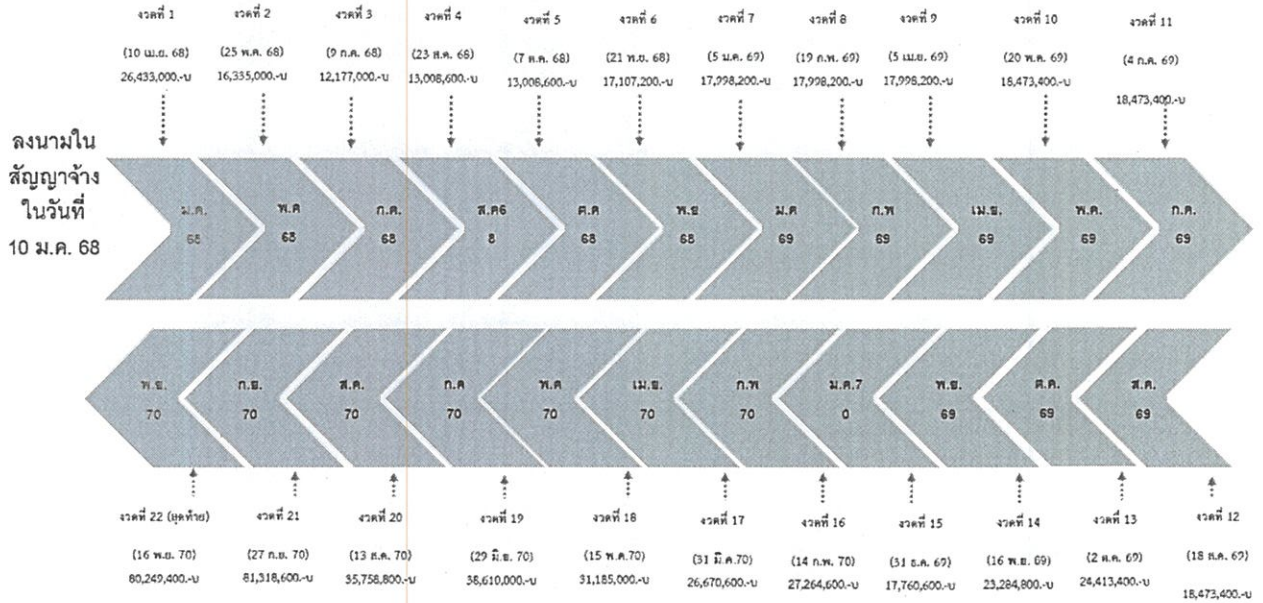 งวดที่ 1 งวดที่ 2 งวดที่ 3 งวดที่ 4 งวดที่ 5 งวดที่ 6 งวดที่ 7 งวดที่ 8 งวดที่ 9 งวดที่ 10 งวดที่ 11
(10 เม.ย. 68) (25 พ.ค. 68) (9 ก.ค. 68) (23 ส.ค. 68) (7 ต.ค. 68) (21 พ.ย. 68) (5 ม.ค. 69) (19 ก.พ. 69) (5 เม.ย. 69) (20 พ.ค. 69) (4 ก.ค. 69)
26,433,000.-บ 16,335,000.-บ 12,177,000.-บ 13,008,600.-บ 13,008,600.-บ 17,107,200.-บ 17,998,200.-บ 17,998,200.-บ 17,998,200.-บ 18,473,400.-บ 18,473,400.-บ
ลงนามใน
สัญญาจ้าง
ในวันที่
10 ม.ค. 68
ม.ค. พ.ค ก.ค. ส.ค6 ต.ค พ.ย ม.ค ก.พ เม.ย. พ.ค. ก.ค.
68 68 68 8 68 68 69 69 69 69 69
พ.ย. ก.ย. ส.ค. ก.ค พ.ค เม.ย. ก.พ ม.ค.7 พ.ย. ต.ค. ส.ค.
70 70 70 70 70 70 70 0 69 69 69
งวดที่ 22 (สุดท้าย) งวดที่ 21 งวดที่ 20 งวดที่ 19 งวดที่ 18 งวดที่ 17 งวดที่ 16 งวดที่ 15 งวดที่ 14 งวดที่ 13 งวดที่ 12
(16 พ.ย. 70) (27 ก.ย. 70) (13 ส.ค. 70) (29 มิ.ย. 70) (15 พ.ค.70) (31 มี.ค.70) (14 ก.พ. 70) (31 ธ.ค. 69) (16 พ.ย. 69) (2 ต.ค. 69) (18 ส.ค. 69)
80,249,400.-บ 81,318,600.-บ 35,758,800.-บ 38,610,000.-บ 31,185,000.-บ 26,670,600.-บ 27,264,600.-บ 17,760,600.-บ 23,284,800.-บ 24,413,400.-บ 18,473,400.-บ